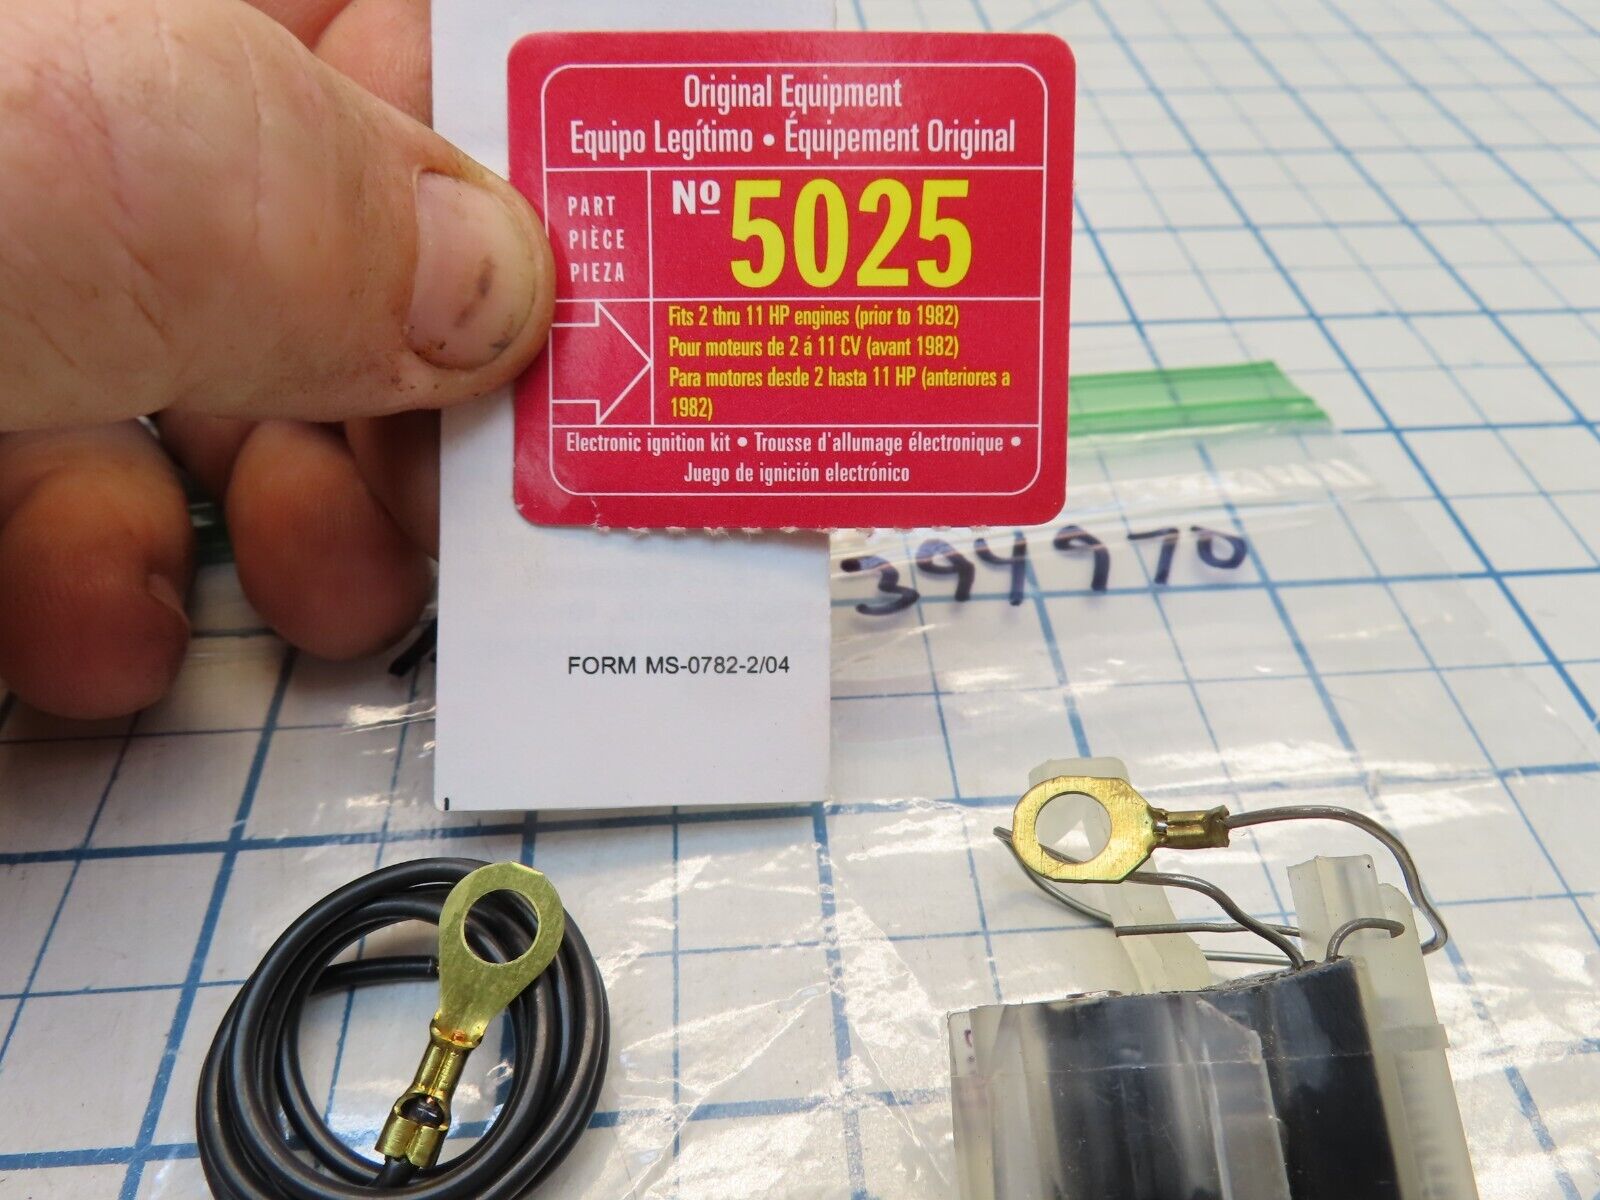 Original Equipment
Equipo Legítimo • Équipement Original
PART
PIÈCE
PIEZA
Nº 5025
Fits 2 thru 11 HP engines (prior to 1982)
Pour moteurs de 2 á 11 CV (avant 1982)
Para motores desde 2 hasta 11 HP (anteriores a
1982)
Electronic ignition kit • Trousse d'allumage électronique •
Juego de ignición electrónico
394970
FORM MS-0782-2/04